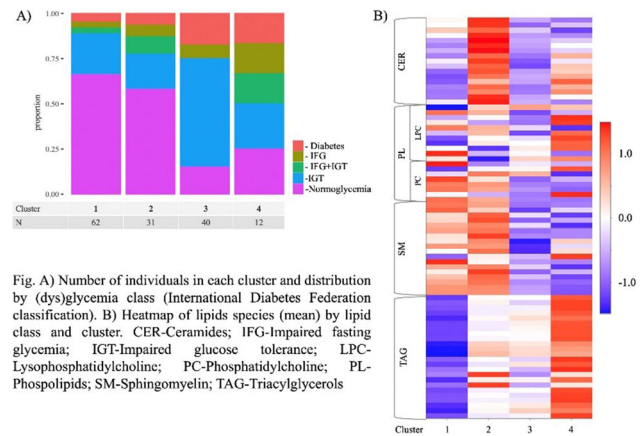 A)
1.00
0.75
0.50
0.25
0.00
proportion
- Diabetes
- IFG
- IFG+IGT
-IGT
-Normoglycemia
Cluster 1 2 3 4
N 62 31 40 12
Fig. A) Number of individuals in each cluster and distribution
by (dys)glycemia class (International Diabetes Federation
classification). B) Heatmap of lipids species (mean) by lipid
class and cluster. CER-Ceramides; IFG-Impaired fasting
glycemia; IGT-Impaired glucose tolerance; LPC-
Lysophosphatidylcholine; PC-Phosphatidylcholine; PL-
Phospolipids; SM-Sphingomyelin; TAG-Triacylglycerols
B)
CER
PL
LPC
PC
SM
TAG
1.0
0.0
-1.0
Cluster 1 2 3 4